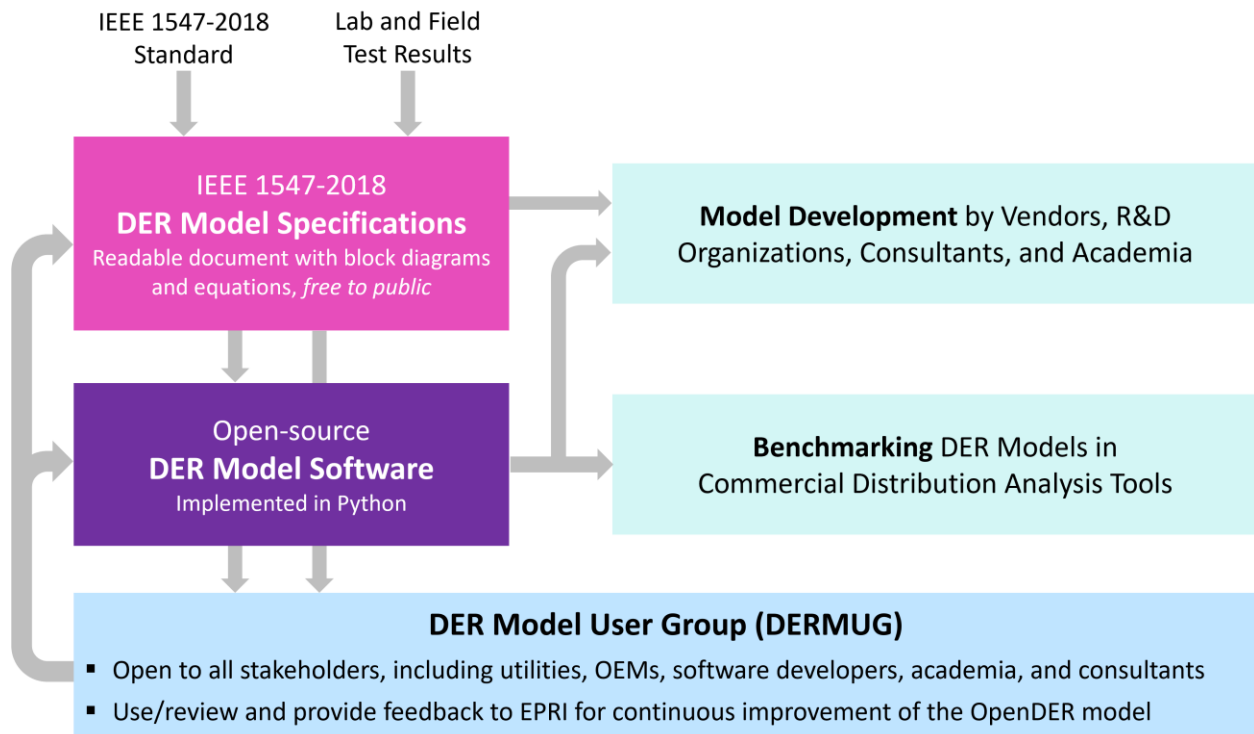 IEEE 1547-2018
Standard
Lab and Field
Test Results
IEEE 1547-2018
DER Model Specifications
Readable document with block diagrams
and equations, free to public
Model Development by Vendors, R&D
Organizations, Consultants, and Academia
Open-source
DER Model Software
Implemented in Python
Benchmarking DER Models in
Commercial Distribution Analysis Tools
DER Model User Group (DERMUG)
▪ Open to all stakeholders, including utilities, OEMs, software developers, academia, and consultants
▪ Use/review and provide feedback to EPRI for continuous improvement of the OpenDER model